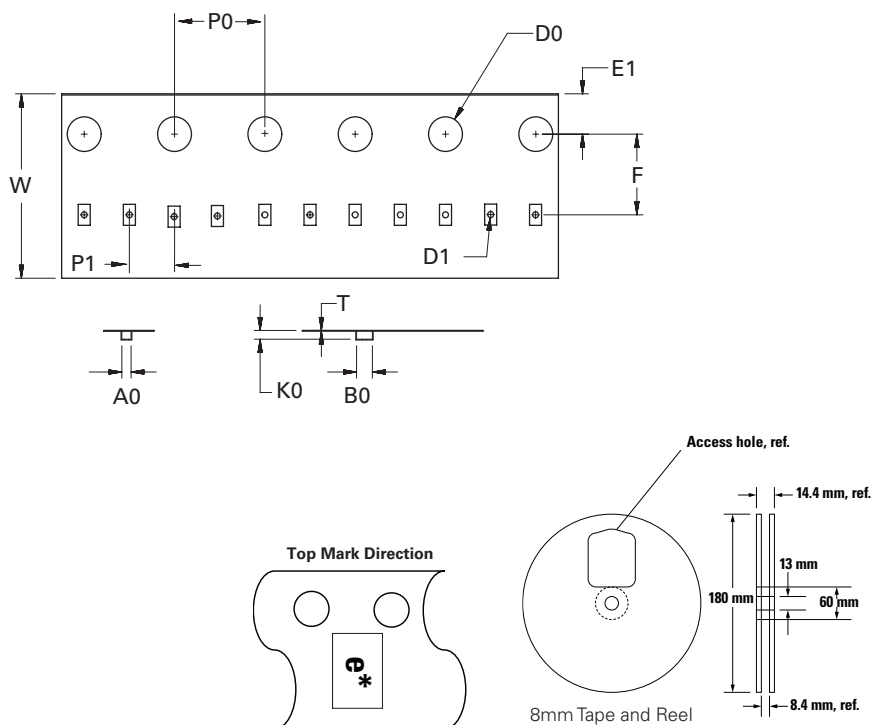 P0
D0
E1
W
F
P1
D1
T
A0
K0
B0
Access hole, ref.
14.4 mm, ref.
Top Mark Direction
13 mm
180 mm
60 mm
e*
8mm Tape and Reel
8.4 mm, ref.